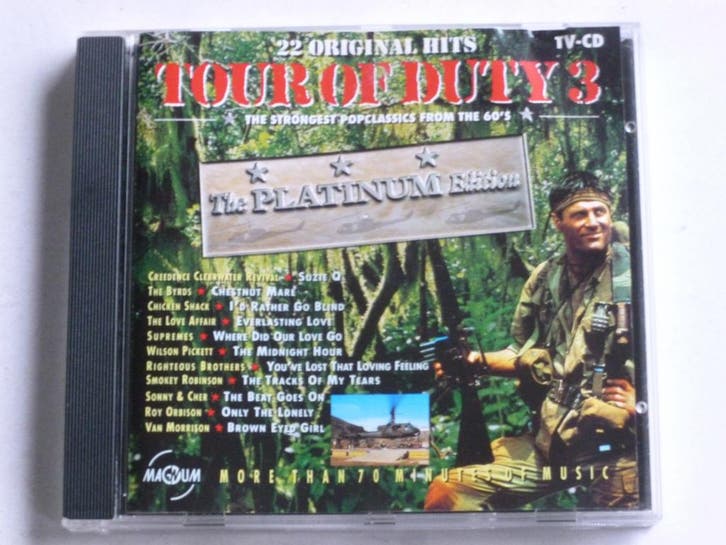 22 ORIGINAL HITS
TV-CD
TOUR OF DUTY 3
THE STRONGEST POPCLASSICS FROM THE 60'S
The PLATINUM Edition
CREEDENCE CLEARWATER REVIVAL ★ SUZIE Q
THE BYRDS ★ CHESTNUT MARE
CHICKEN SHACK ★ I'D RATHER GO BLIND
THE LOVE AFFAIR ★ EVERLASTING LOVE
SUPREMES ★ WHERE DID OUR LOVE GO
WILSON PICKETT ★ THE MIDNIGHT HOUR
RIGHTEOUS BROTHERS ★ YOU'VE LOST THAT LOVING FEELING
SMOKEY ROBINSON ★ THE TRACKS OF MY TEARS
SONNY & CHER ★ THE BEAT GOES ON
ROY ORBISON ★ ONLY THE LONELY
VAN MORRISON ★ BROWN EYED GIRL
MAGNUM
MORE THAN 70 MINUTES OF MUSIC